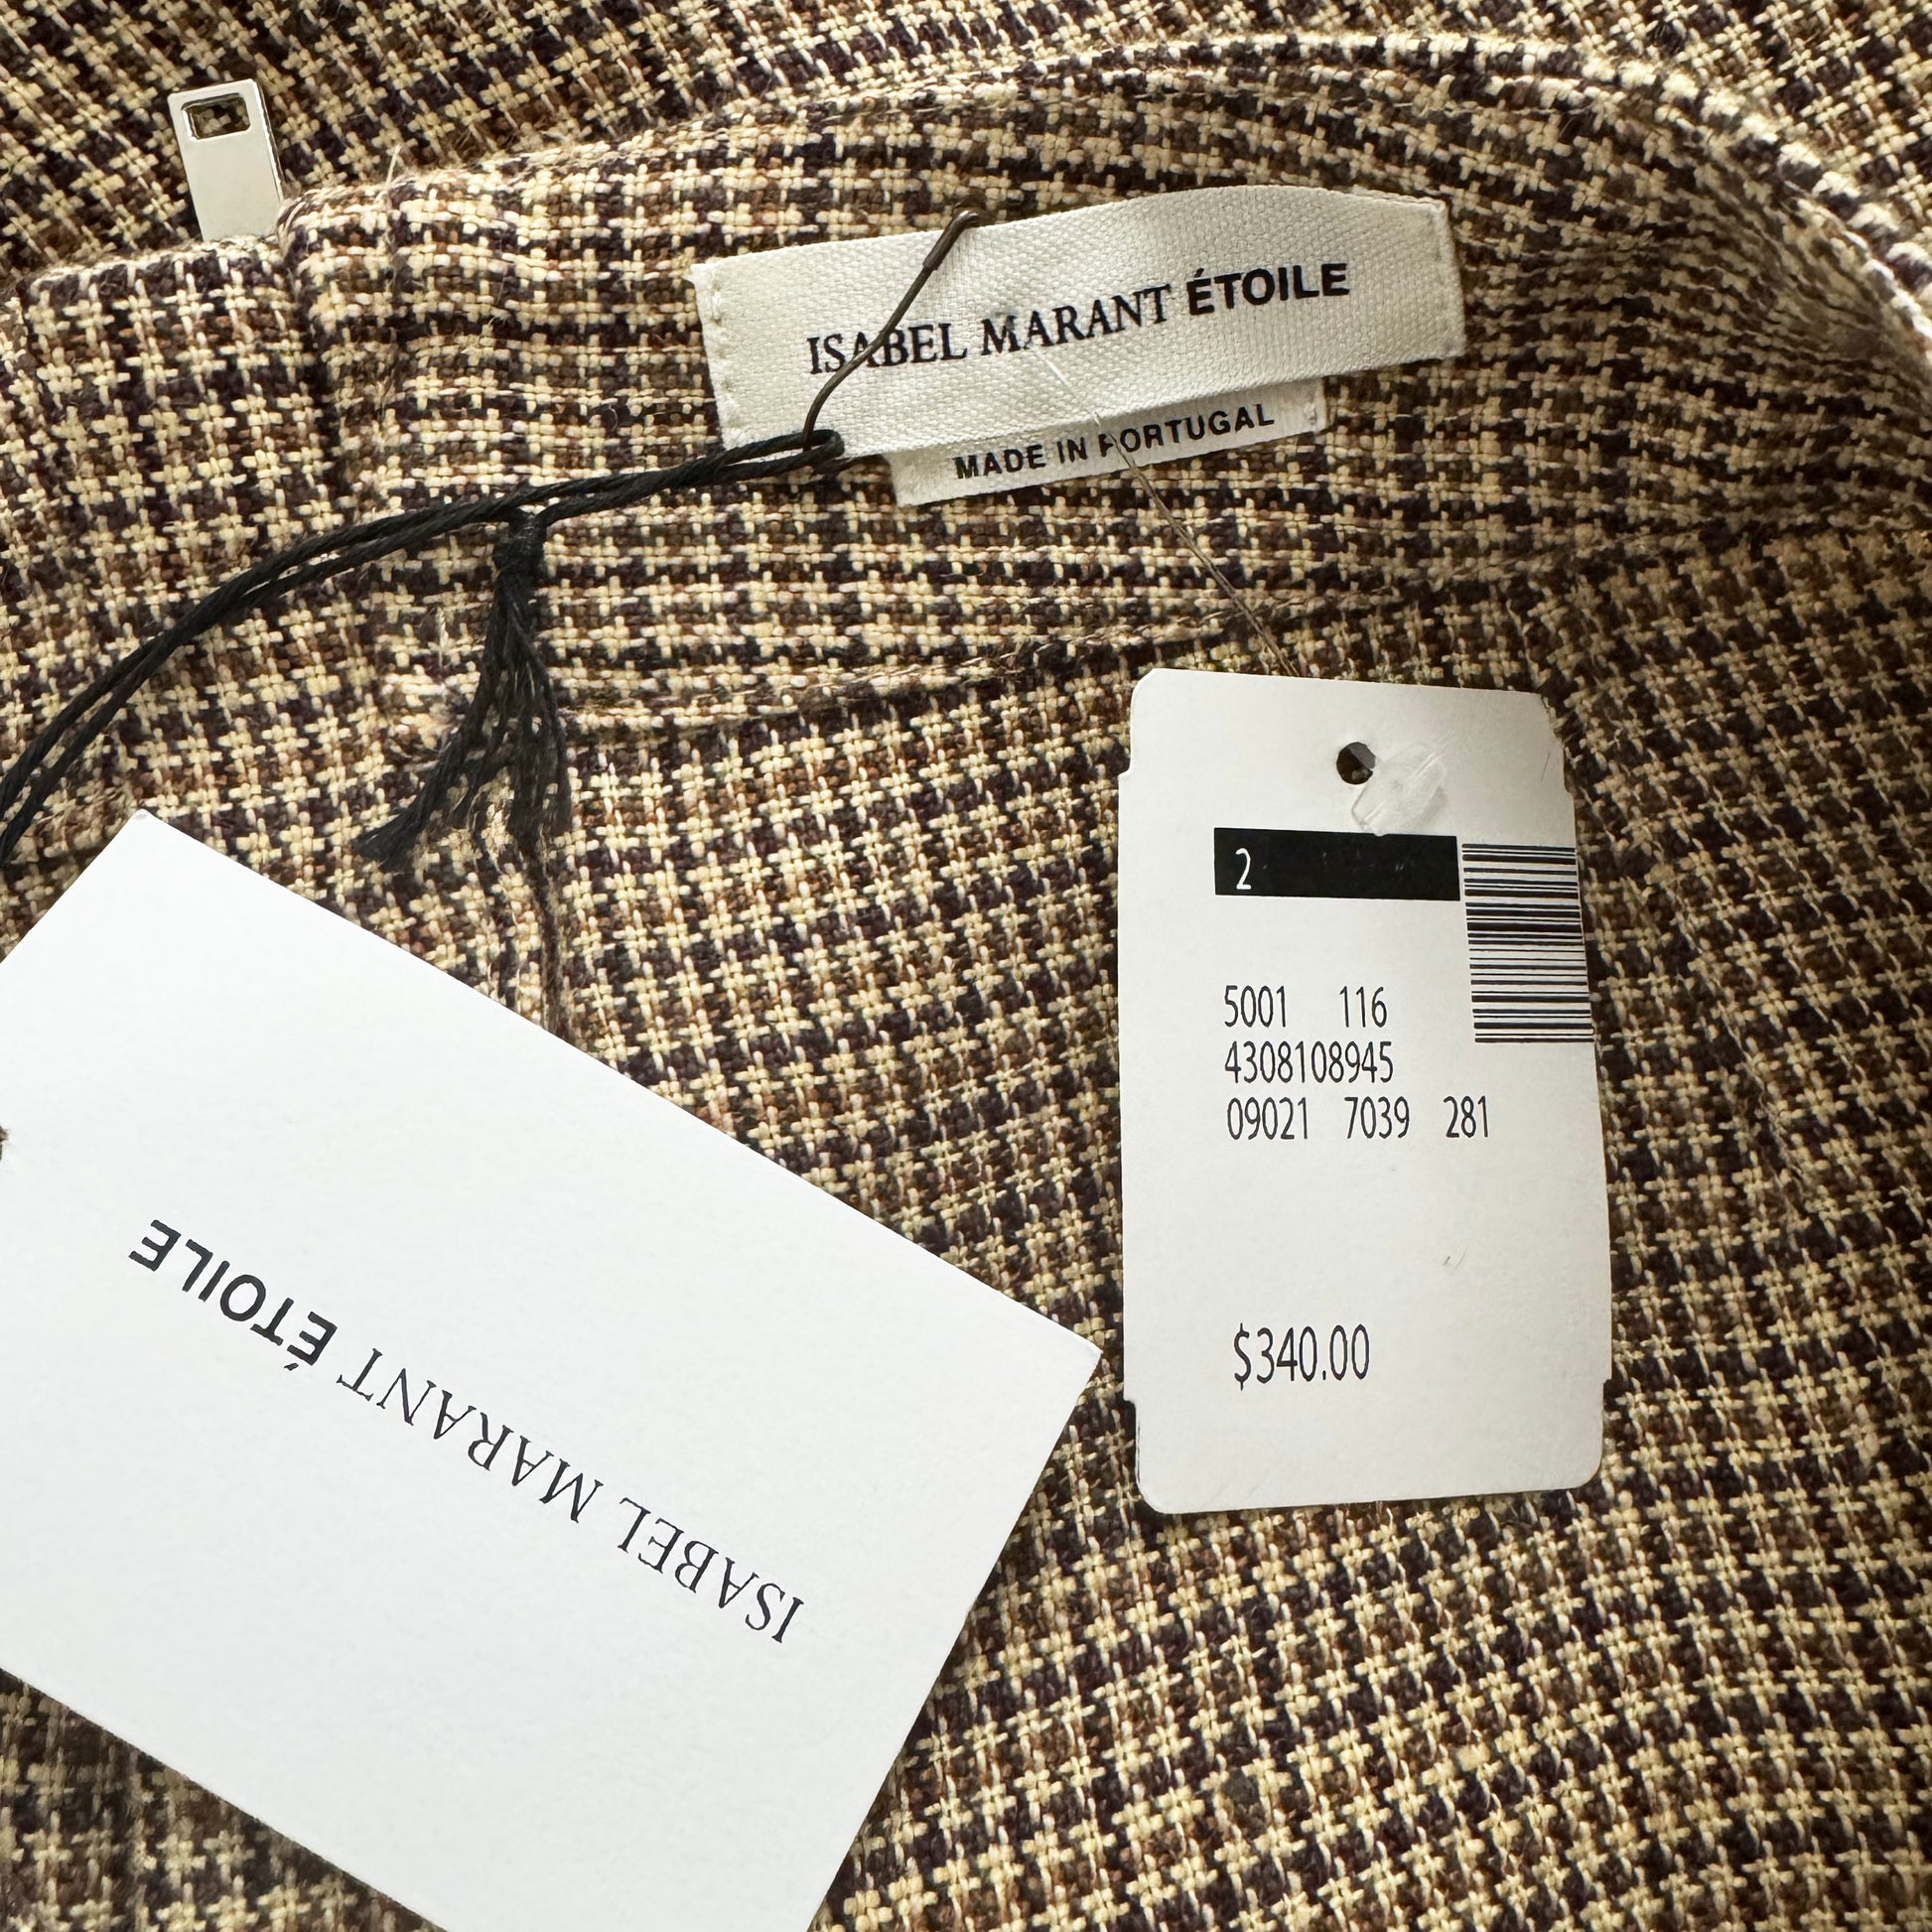 ISABEL MARANT ÉTOILE
MADE IN PORTUGAL
2
5001 116
4308108945
09021 7039 281
$340.00
ISABEL MARANT ÉTOILE